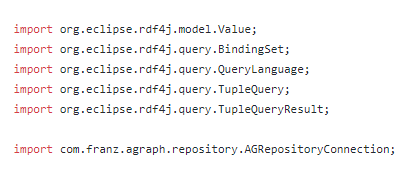 import org.eclipse.rdf4j.model.Value;
import org.eclipse.rdf4j.query.BindingSet;
import org.eclipse.rdf4j.query.QueryLanguage;
import org.eclipse.rdf4j.query.TupleQuery;
import org.eclipse.rdf4j.query.TupleQueryResult;
import com.franz.agraph.repository.AGRepositoryConnection;